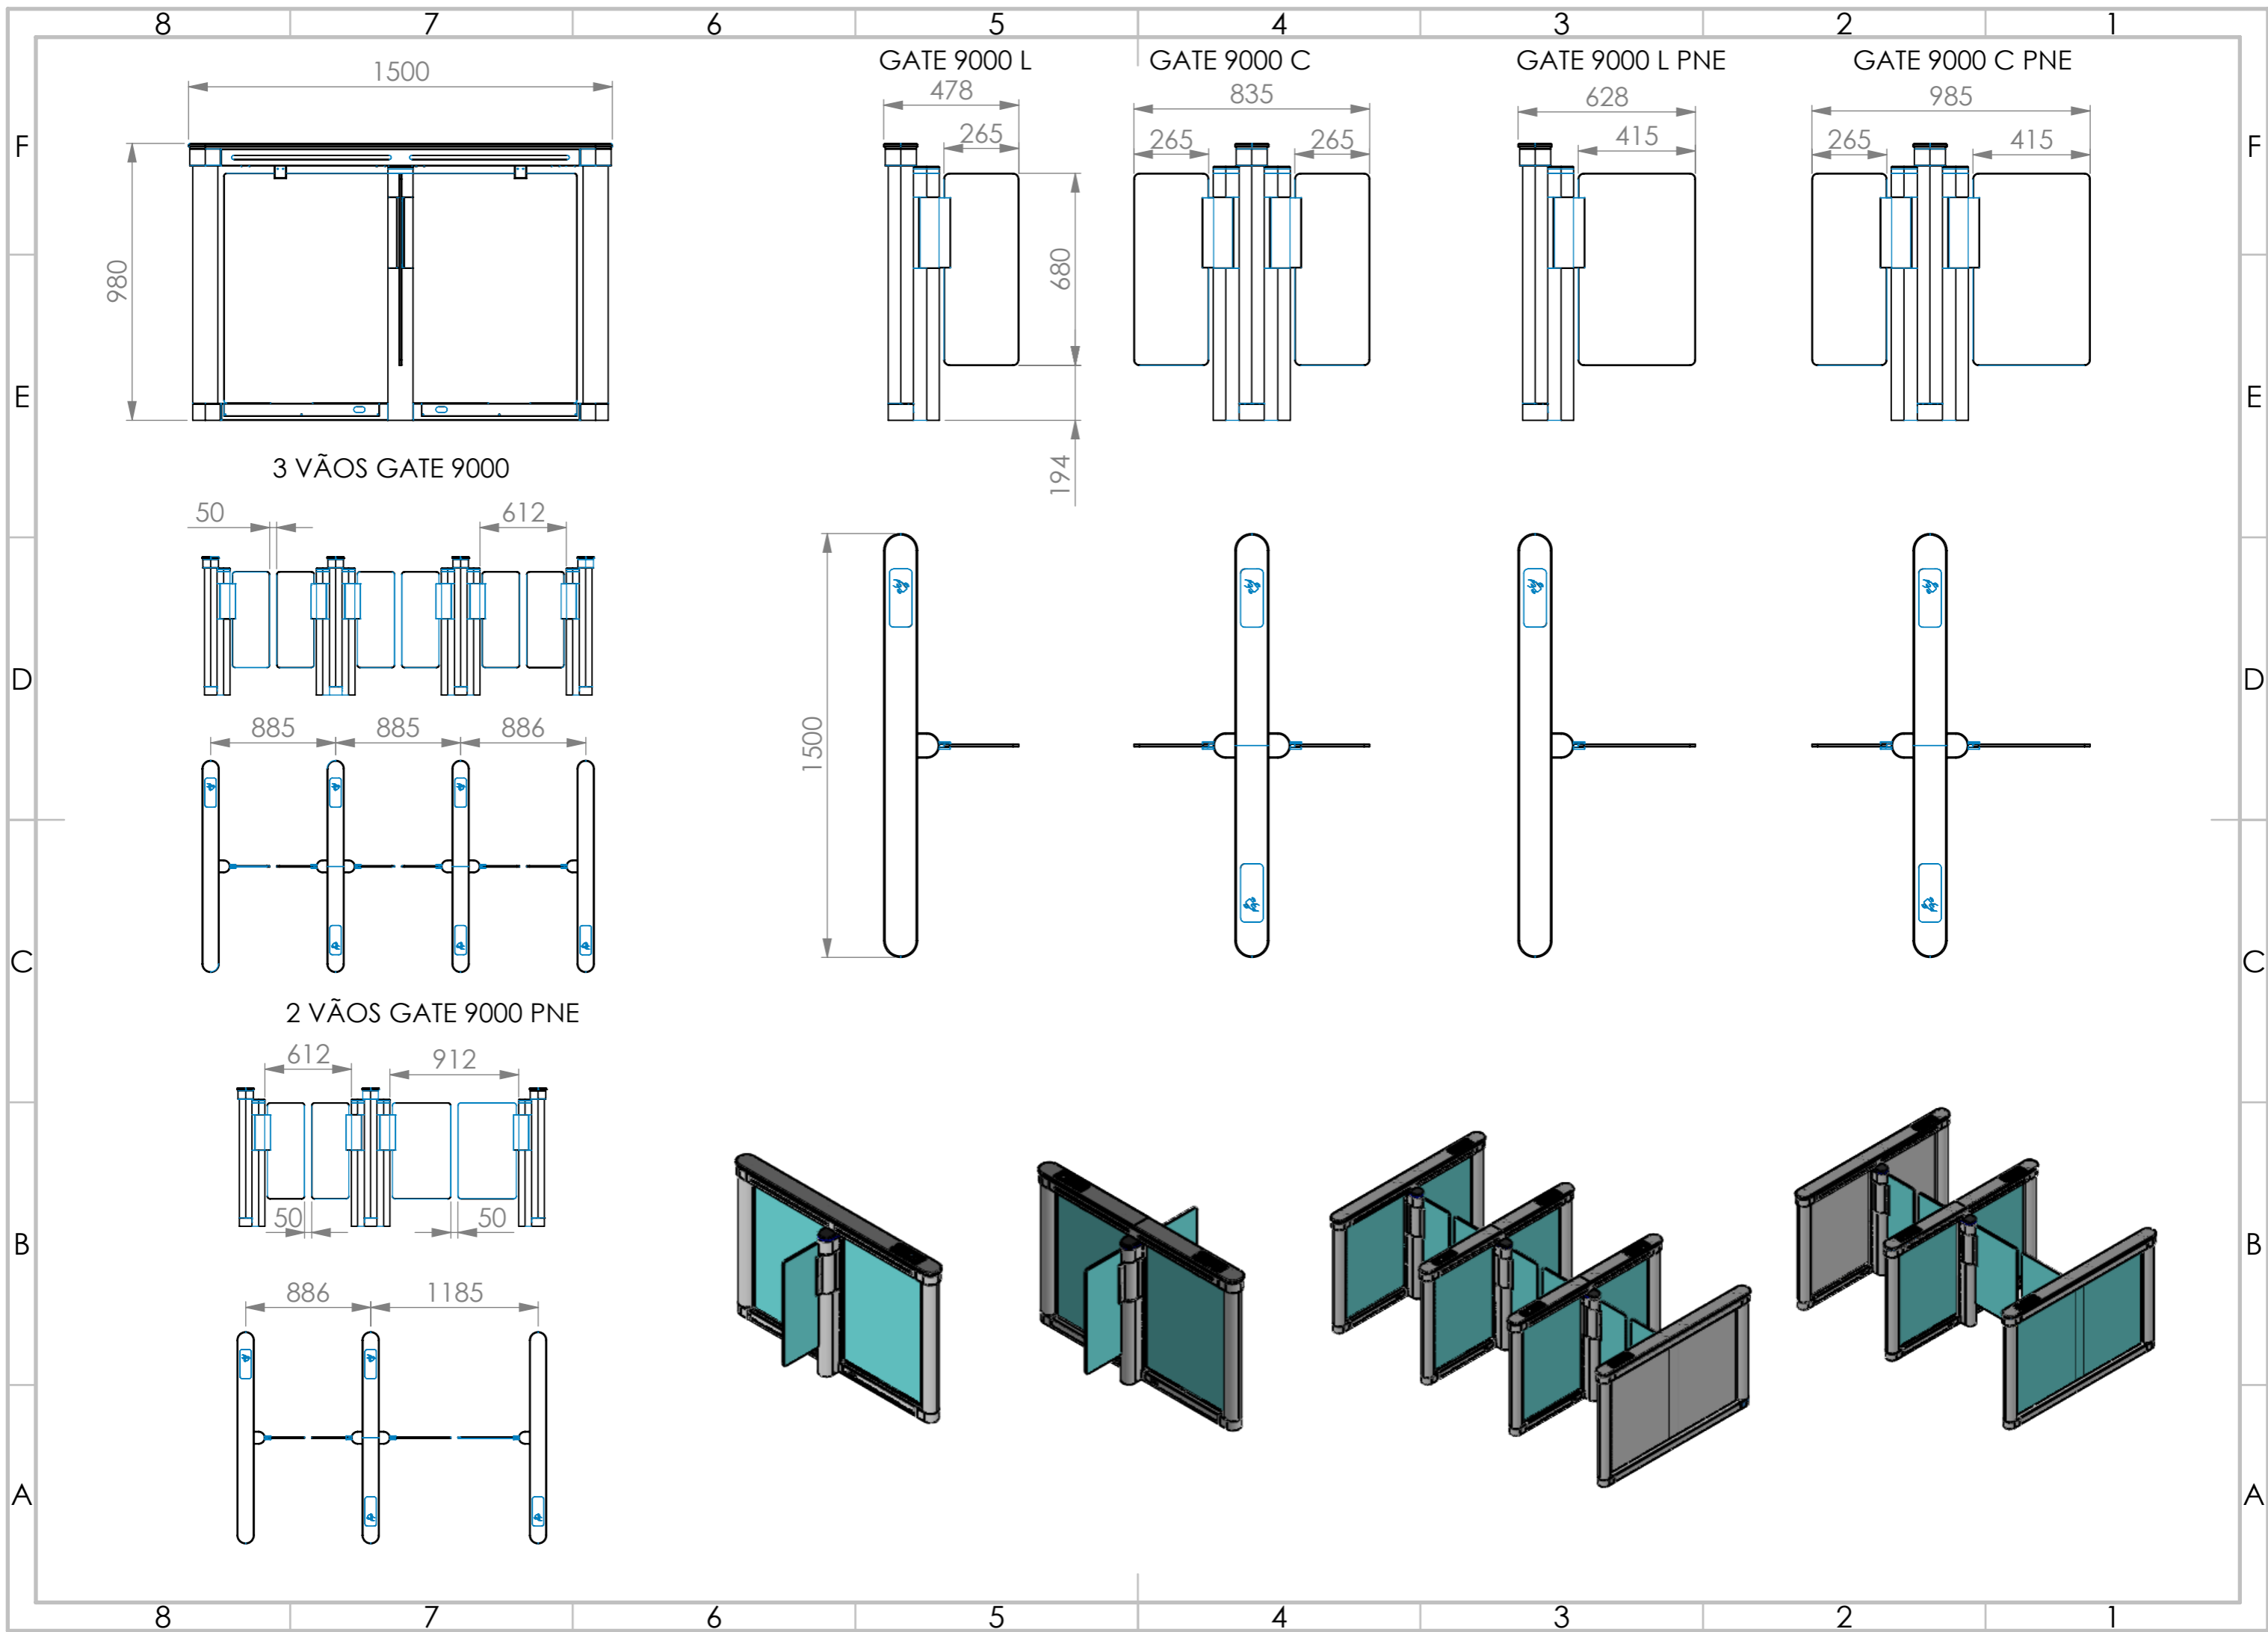 8 7 6 5 4 3 2 1
GATE 9000 L GATE 9000 C GATE 9000 L PNE GATE 9000 C PNE
1500 478 835 628 985
F 265 265 265 415 265 415 F
980 680
E E
194
3 VÃOS GATE 9000
50 612
D D
885 885 886
1500
C C
2 VÃOS GATE 9000 PNE
612 912
50 50
B B
886 1185
A A
8 7 6 5 4 3 2 1